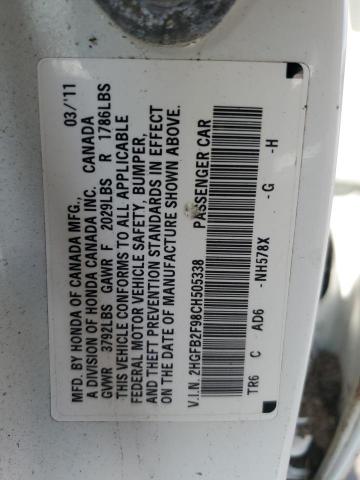 MFD. BY HONDA OF CANADA MFG., 03/'11
A DIVISION OF HONDA CANADA INC. CANADA
GVWR 3792LBS GAWR F 2029LBS R 1786LBS
THIS VEHICLE CONFORMS TO ALL APPLICABLE
FEDERAL MOTOR VEHICLE SAFETY, BUMPER,
AND THEFT PREVENTION STANDARDS IN EFFECT
ON THE DATE OF MANUFACTURE SHOWN ABOVE.
V.I.N. 2HGFB2F98CH505338 PASSENGER CAR
TR6 C AD6 -NH578X -G -H